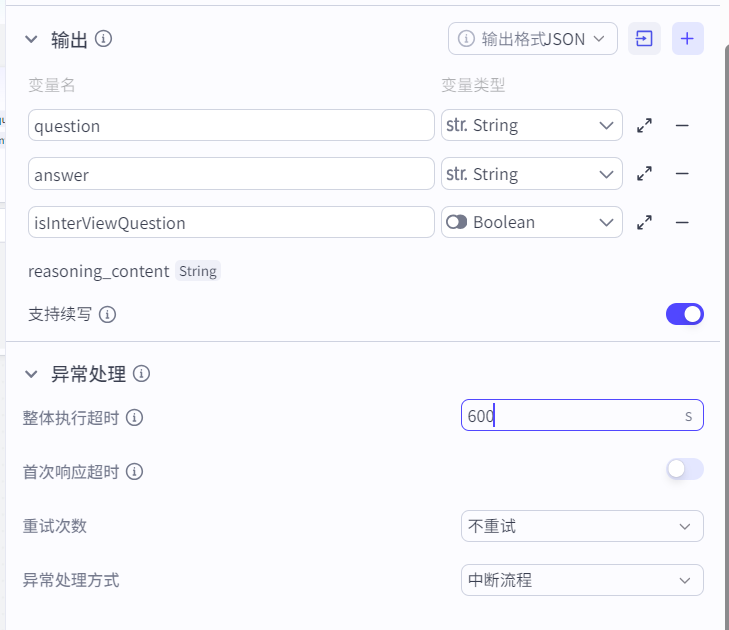 输出
输出格式JSON
变量名 变量类型
question str. String
answer str. String
isInterViewQuestion Boolean
reasoning_content String
支持续写
异常处理
整体执行超时 600 s
首次响应超时
重试次数 不重试
异常处理方式 中断流程